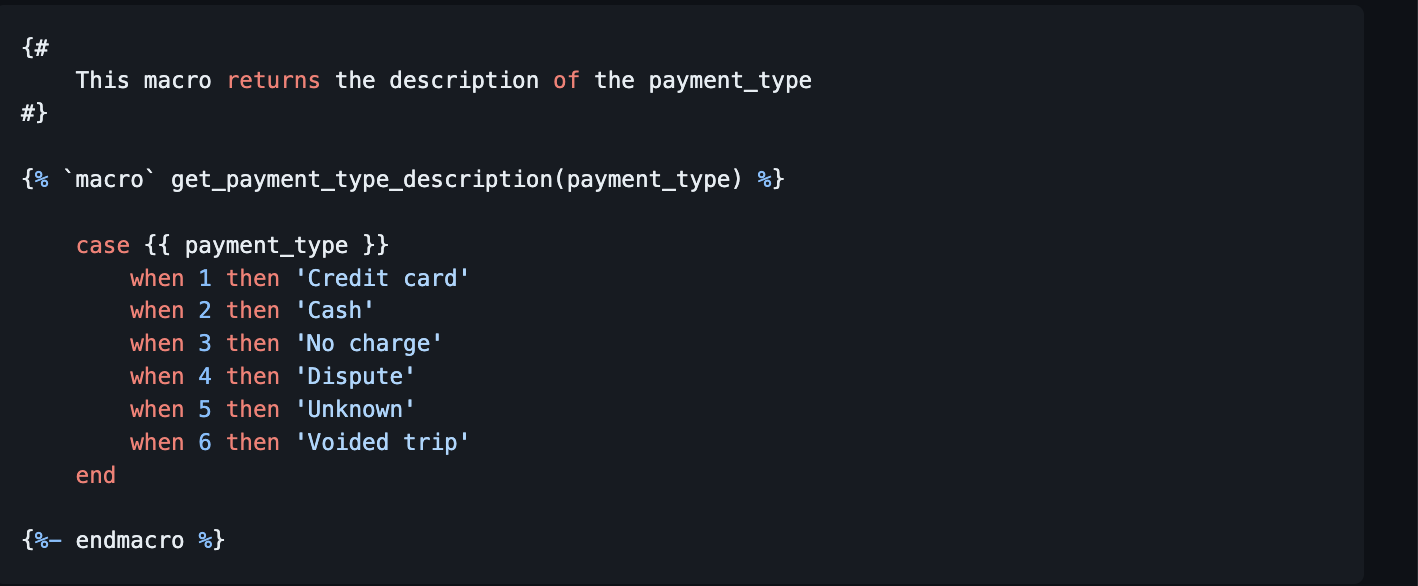 {#
    This macro returns the description of the payment_type
#}
{% `macro` get_payment_type_description(payment_type) %}
    case {{ payment_type }}
        when 1 then 'Credit card'
        when 2 then 'Cash'
        when 3 then 'No charge'
        when 4 then 'Dispute'
        when 5 then 'Unknown'
        when 6 then 'Voided trip'
    end
{%- endmacro %}